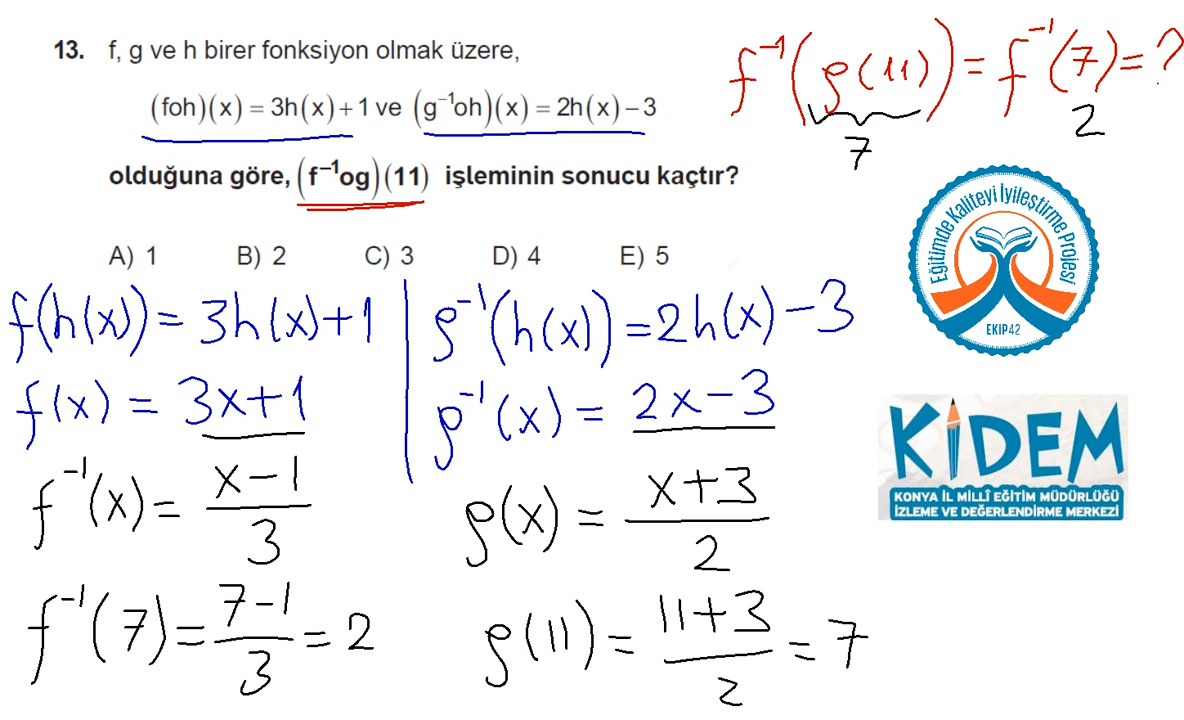 13. f, g ve h birer fonksiyon olmak üzere,
(foh)(x) = 3h(x)+1 ve (g⁻¹oh)(x) = 2h(x)−3
olduğuna göre, (f⁻¹og)(11) işleminin sonucu kaçtır?
A) 1 B) 2 C) 3 D) 4 E) 5
f⁻¹(g(11)) = f⁻¹(7) = ?
7
2
f(h(x)) = 3h(x)+1
f(x) = 3x+1
f⁻¹(x) = (x−1)/3
f⁻¹(7) = (7−1)/3 = 2
g⁻¹(h(x)) = 2h(x)−3
g⁻¹(x) = 2x−3
g(x) = (x+3)/2
g(11) = (11+3)/2 = 7
Eğitimde Kaliteyi İyileştirme Projesi
EKIP42
KİDEM
KONYA İL MİLLÎ EĞİTİM MÜDÜRLÜĞÜ
İZLEME VE DEĞERLENDİRME MERKEZİ